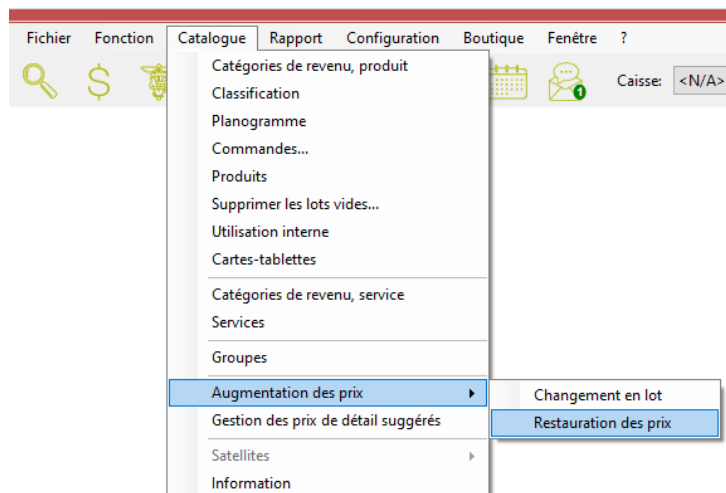 Fichier Fonction Catalogue Rapport Configuration Boutique Fenêtre ?
Caisse: <N/A>
1
Catégories de revenu, produit
Classification
Planogramme
Commandes...
Produits
Supprimer les lots vides...
Utilisation interne
Cartes-tablettes
Catégories de revenu, service
Services
Groupes
Augmentation des prix
Changement en lot
Restauration des prix
Gestion des prix de détail suggérés
Satellites
Information